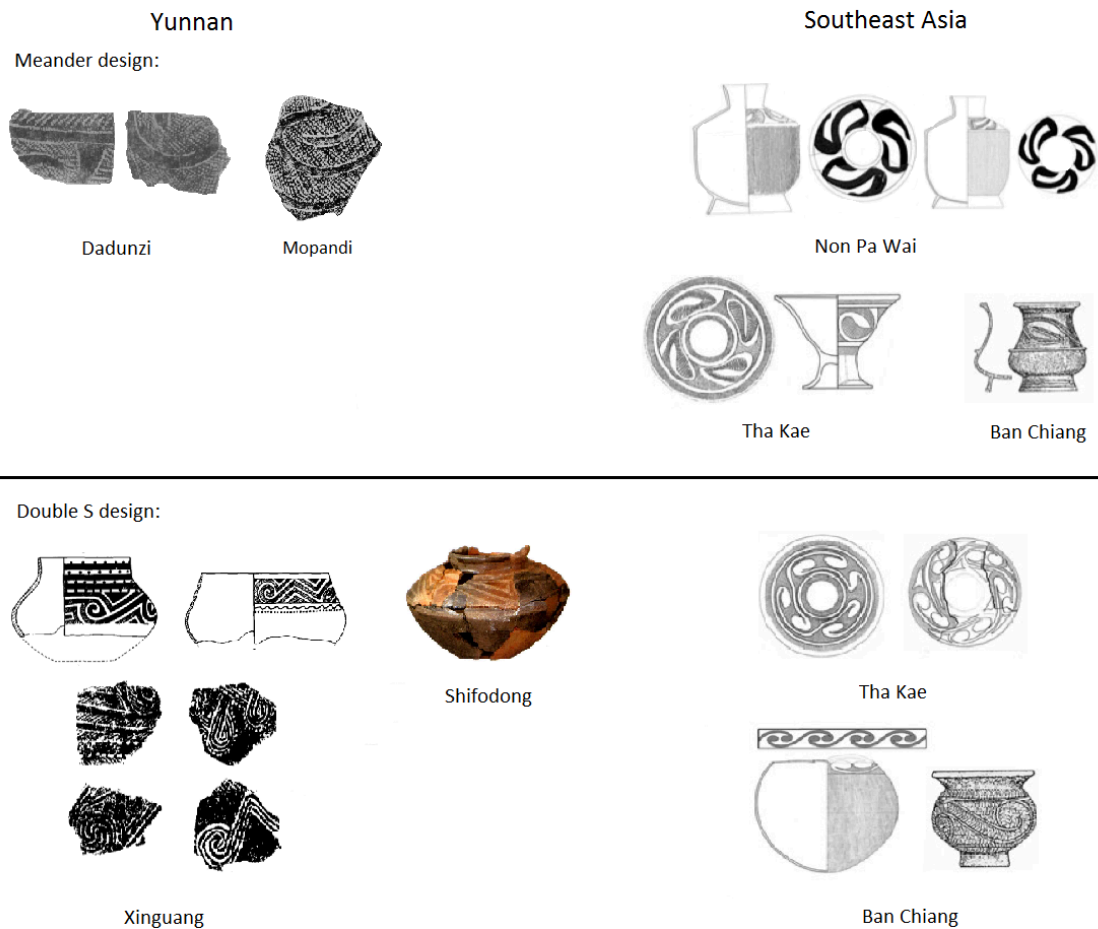 Yunnan
Southeast Asia
Meander design:
Dadunzi
Mopandi
Non Pa Wai
Tha Kae
Ban Chiang
Double S design:
Shifodong
Tha Kae
Xinguang
Ban Chiang